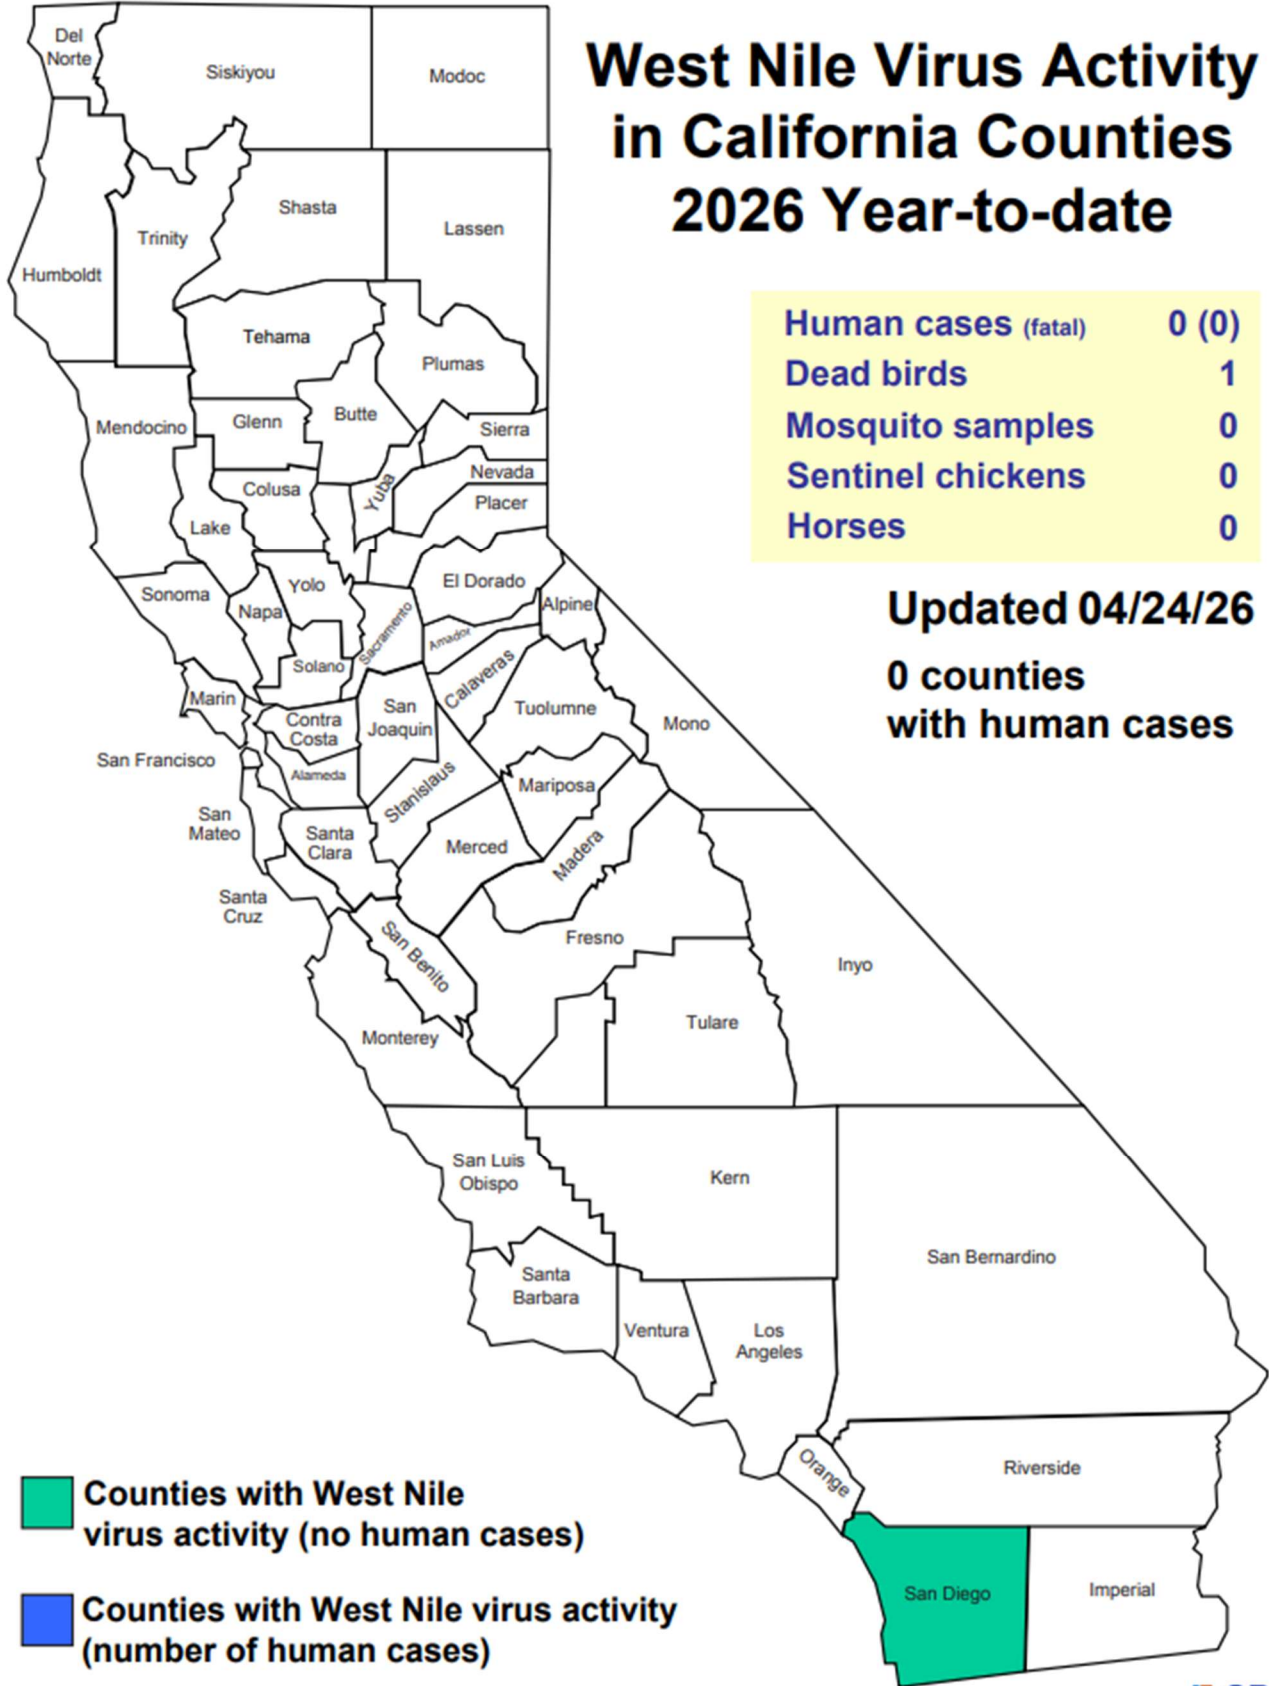 West Nile Virus Activity
in California Counties
2026 Year-to-date
Human cases (fatal) 0 (0)
Dead birds 1
Mosquito samples 0
Sentinel chickens 0
Horses 0
Updated 04/24/26
0 counties
with human cases
Del
Norte
Siskiyou
Modoc
Shasta
Lassen
Trinity
Humboldt
Tehama
Plumas
Mendocino
Glenn
Butte
Sierra
Colusa
Yuba
Nevada
Placer
Lake
Sonoma
Napa
Yolo
El Dorado
Alpine
Sacramento
Amador
Solano
Calaveras
Marin
Contra
Costa
San
Joaquin
Tuolumne
Mono
San Francisco
Alameda
Stanislaus
Mariposa
San
Mateo
Santa
Clara
Merced
Madera
Santa
Cruz
San Benito
Fresno
Inyo
Monterey
Tulare
San Luis
Obispo
Kern
San Bernardino
Santa
Barbara
Ventura
Los
Angeles
Orange
Riverside
San Diego
Imperial
Counties with West Nile
virus activity (no human cases)
Counties with West Nile virus activity
(number of human cases)